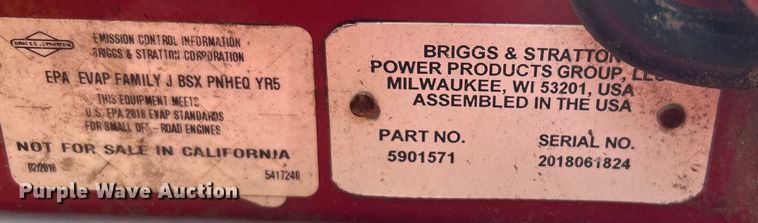 BRIGGS & STRATTON
EMISSION CONTROL INFORMATION
BRIGGS & STRATTON CORPORATION
EPA EVAP FAMILY J BSX PNHEQ YR5
THIS EQUIPMENT MEETS
U.S. EPA 2018 EVAP STANDARDS
FOR SMALL OFF - ROAD ENGINES
NOT FOR SALE IN CALIFORNIA
02/2016
5417240
BRIGGS & STRATTON
POWER PRODUCTS GROUP, LLC
MILWAUKEE, WI 53201, USA
ASSEMBLED IN THE USA
PART NO.
5901571
SERIAL NO.
2018061824
Purple Wave Auction